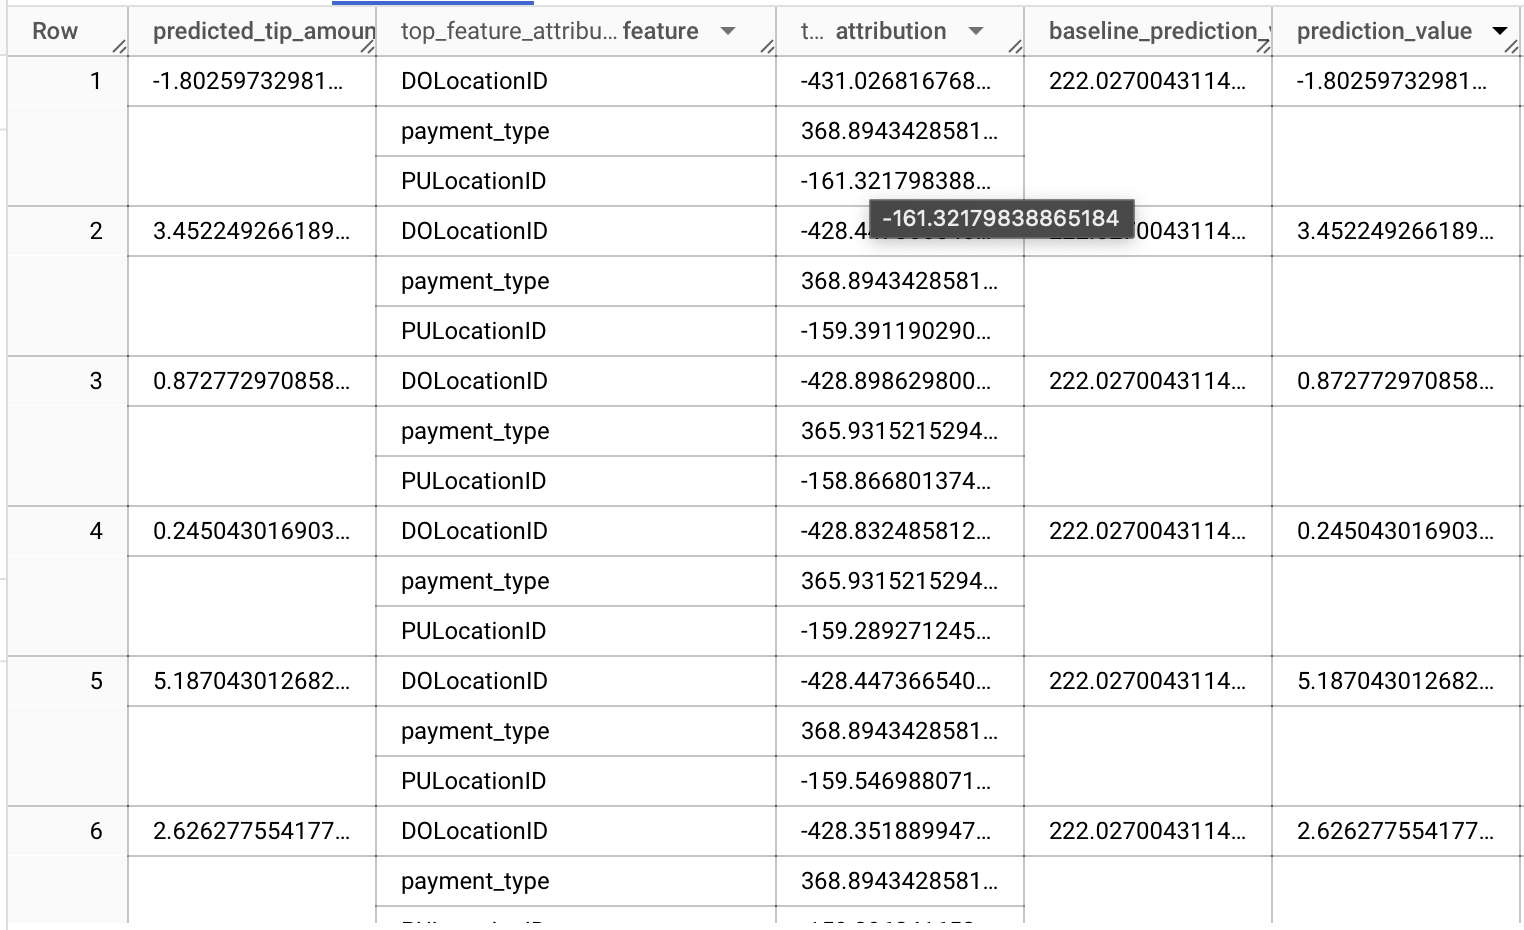 Row predicted_tip_amoun top_feature_attribu... feature t... attribution baseline_prediction_v prediction_value
1 -1.80259732981... DOLocationID -431.026816768... 222.0270043114... -1.80259732981...
payment_type 368.8943428581...
PULocationID -161.321798388...
-161.32179838865184
2 3.452249266189... DOLocationID -428.4 0043114... 3.452249266189...
payment_type 368.8943428581...
PULocationID -159.391190290...
3 0.872772970858... DOLocationID -428.898629800... 222.0270043114... 0.872772970858...
payment_type 365.9315215294...
PULocationID -158.866801374...
4 0.245043016903... DOLocationID -428.832485812... 222.0270043114... 0.245043016903...
payment_type 365.9315215294...
PULocationID -159.289271245...
5 5.187043012682... DOLocationID -428.447366540... 222.0270043114... 5.187043012682...
payment_type 368.8943428581...
PULocationID -159.546988071...
6 2.626277554177... DOLocationID -428.351889947... 222.0270043114... 2.626277554177...
payment_type 368.8943428581...